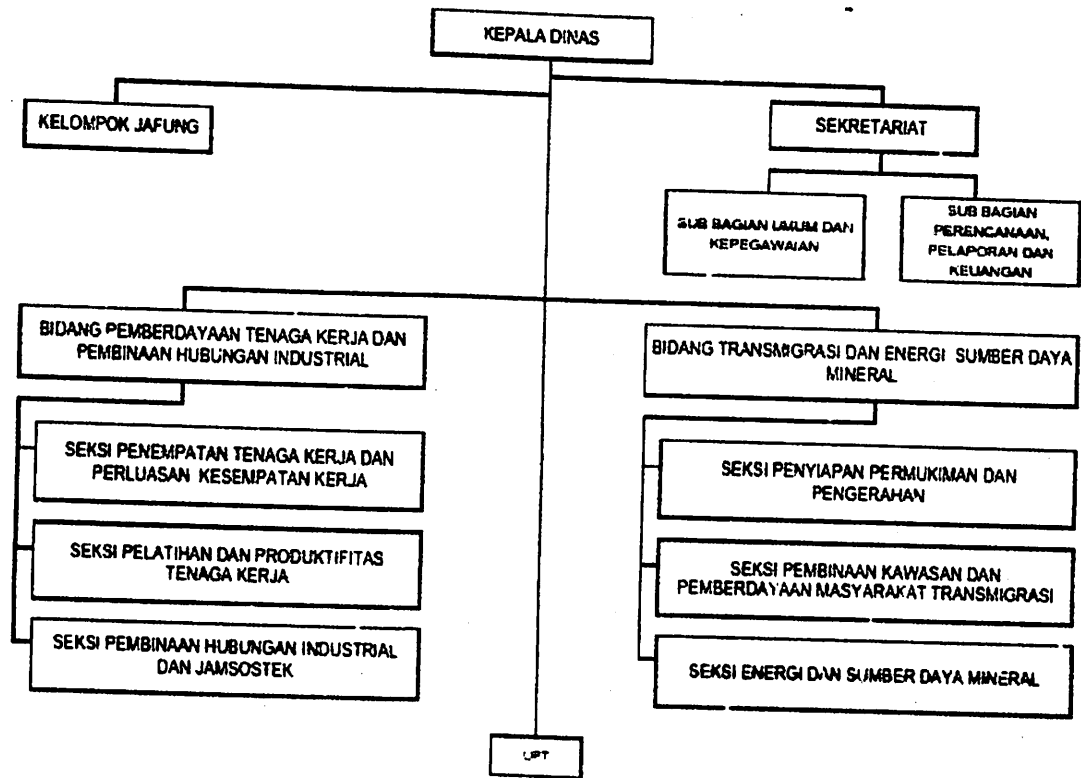 KEPALA DINAS
KELOMPOK JAFUNG
SEKRETARIAT
SUB BAGIAN UMUM DAN
KEPEGAWAIAN
SUB BAGIAN
PERENCANAAN,
PELAPORAN DAN
KEUANGAN
BIDANG PEMBERDAYAAN TENAGA KERJA DAN
PEMBINAAN HUBUNGAN INDUSTRIAL
SEKSI PENEMPATAN TENAGA KERJA DAN
PERLUASAN KESEMPATAN KERJA
SEKSI PELATIHAN DAN PRODUKTIFITAS
TENAGA KERJA
SEKSI PEMBINAAN HUBUNGAN INDUSTRIAL
DAN JAMSOSTEK
BIDANG TRANSMIGRASI DAN ENERGI SUMBER DAYA
MINERAL
SEKSI PENYIAPAN PERMUKIMAN DAN
PENGERAHAN
SEKSI PEMBINAAN KAWASAN DAN
PEMBERDAYAAN MASYARAKAT TRANSMIGRASI
SEKSI ENERGI DAN SUMBER DAYA MINERAL
UPT